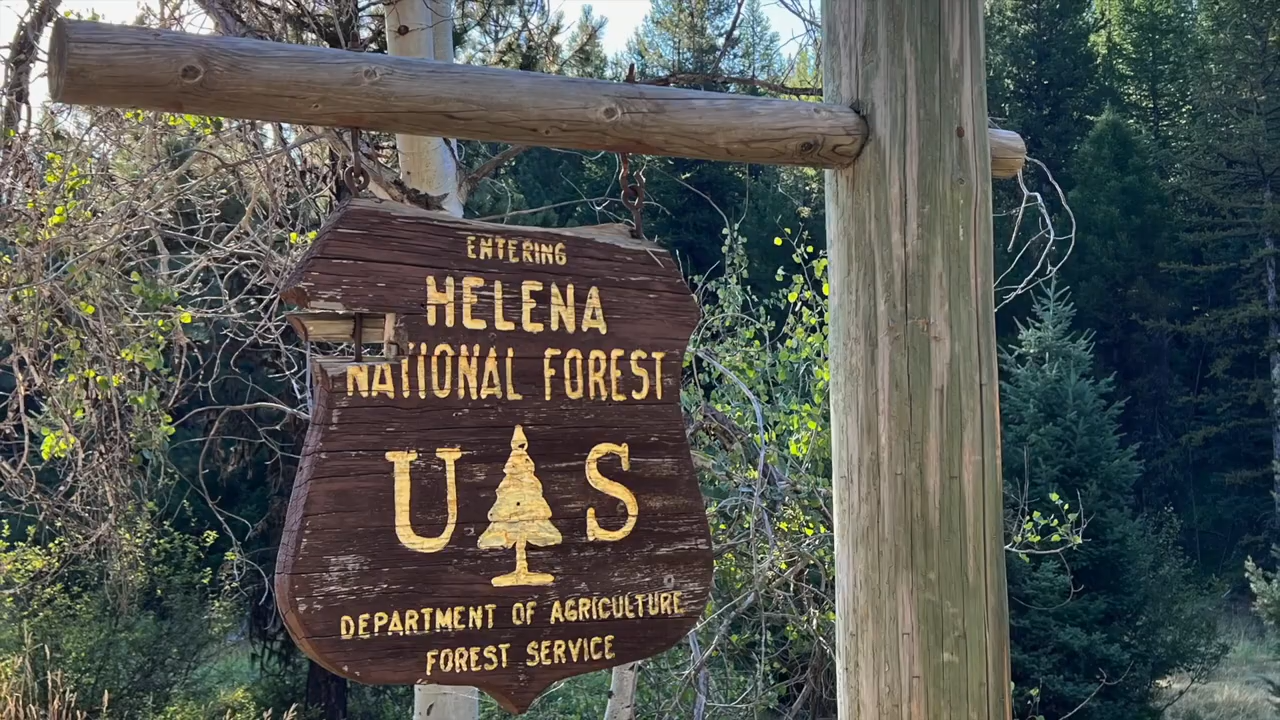 ENTERING
HELENA
NATIONAL FOREST
U S
DEPARTMENT OF AGRICULTURE
FOREST SERVICE